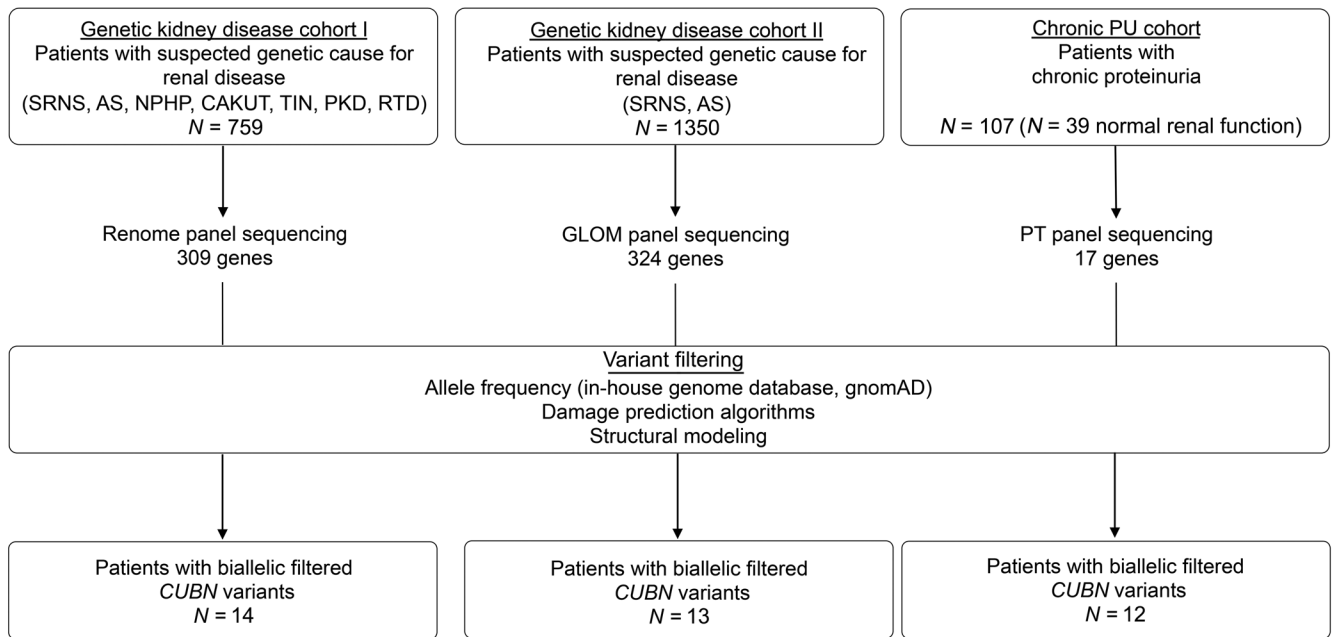 Genetic kidney disease cohort I
Patients with suspected genetic cause for
renal disease
(SRNS, AS, NPHP, CAKUT, TIN, PKD, RTD)
N = 759
Genetic kidney disease cohort II
Patients with suspected genetic cause for
renal disease
(SRNS, AS)
N = 1350
Chronic PU cohort
Patients with
chronic proteinuria
N = 107 (N = 39 normal renal function)
Renome panel sequencing
309 genes
GLOM panel sequencing
324 genes
PT panel sequencing
17 genes
Variant filtering
Allele frequency (in-house genome database, gnomAD)
Damage prediction algorithms
Structural modeling
Patients with biallelic filtered
CUBN variants
N = 14
Patients with biallelic filtered
CUBN variants
N = 13
Patients with biallelic filtered
CUBN variants
N = 12